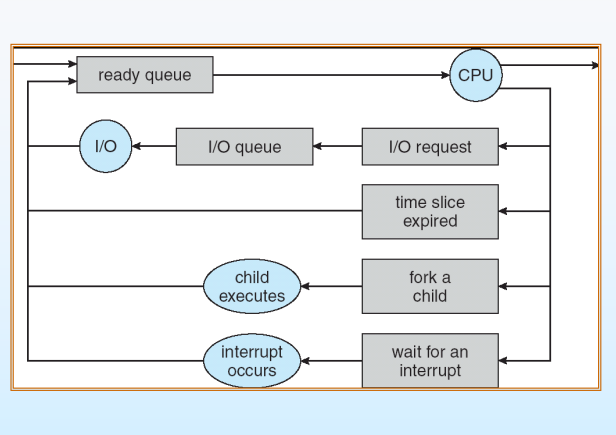 ready queue
CPU
I/O
I/O queue
I/O request
time slice
expired
child
executes
fork a
child
interrupt
occurs
wait for an
interrupt